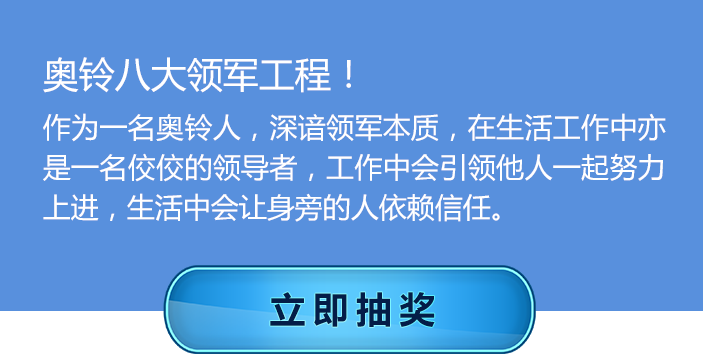 奥铃八大领军工程！
作为一名奥铃人，深谙领军本质，在生活工作中亦
是一名佼佼的领导者，工作中会引领他人一起努力
上进，生活中会让身旁的人依赖信任。
立即抽奖